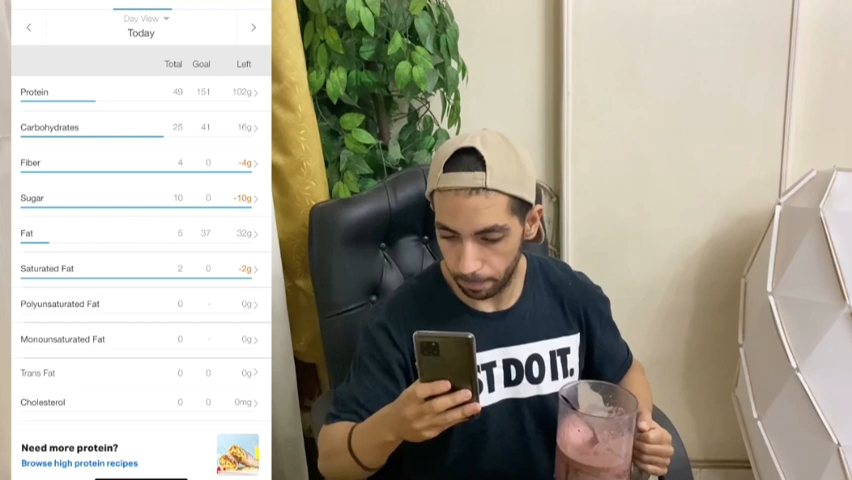 Day View
Today
Total Goal Left
Protein 49 151 102g
Carbohydrates 25 41 16g
Fiber 4 0 -4g
Sugar 10 0 -10g
Fat 5 37 32g
Saturated Fat 2 0 -2g
Polyunsaturated Fat 0 - 0g
Monounsaturated Fat 0 - 0g
Trans Fat 0 0 0g
Cholesterol 0 0 0mg
Need more protein?
Browse high protein recipes
ST DO IT.